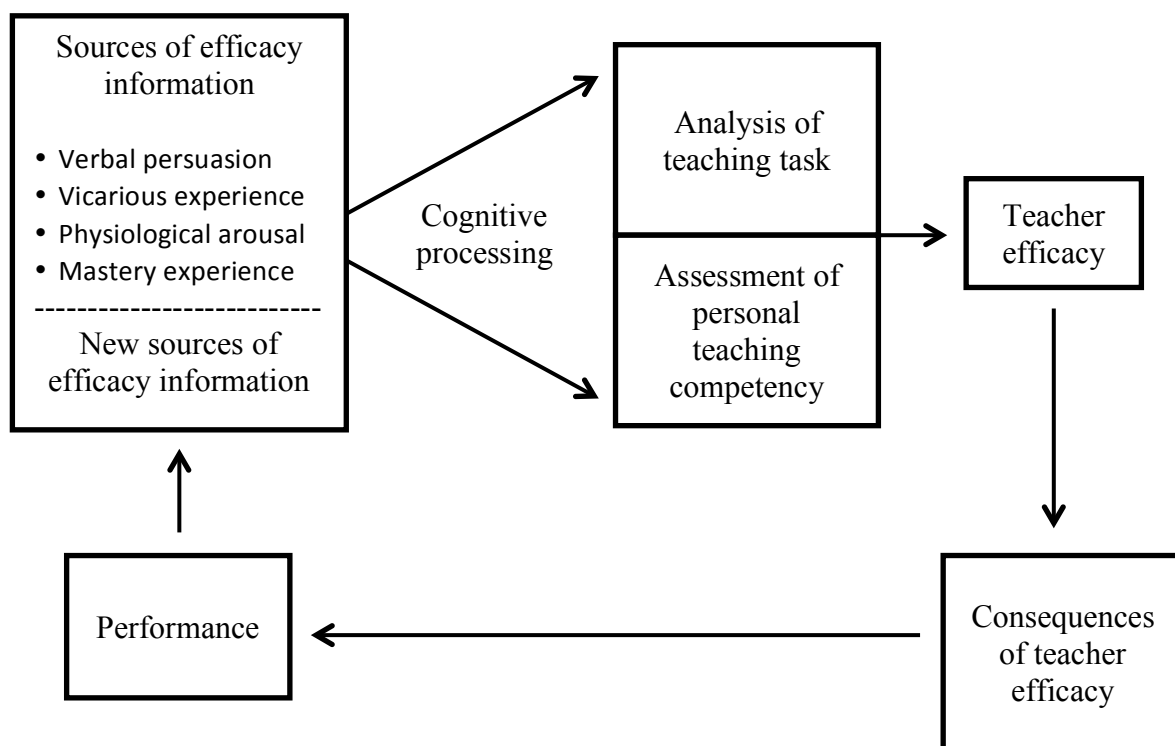 Sources of efficacy
information
• Verbal persuasion
• Vicarious experience
• Physiological arousal
• Mastery experience
----------------------------
New sources of
efficacy information
Cognitive
processing
Analysis of
teaching task
Assessment of
personal
teaching
competency
Teacher
efficacy
Consequences
of teacher
efficacy
Performance